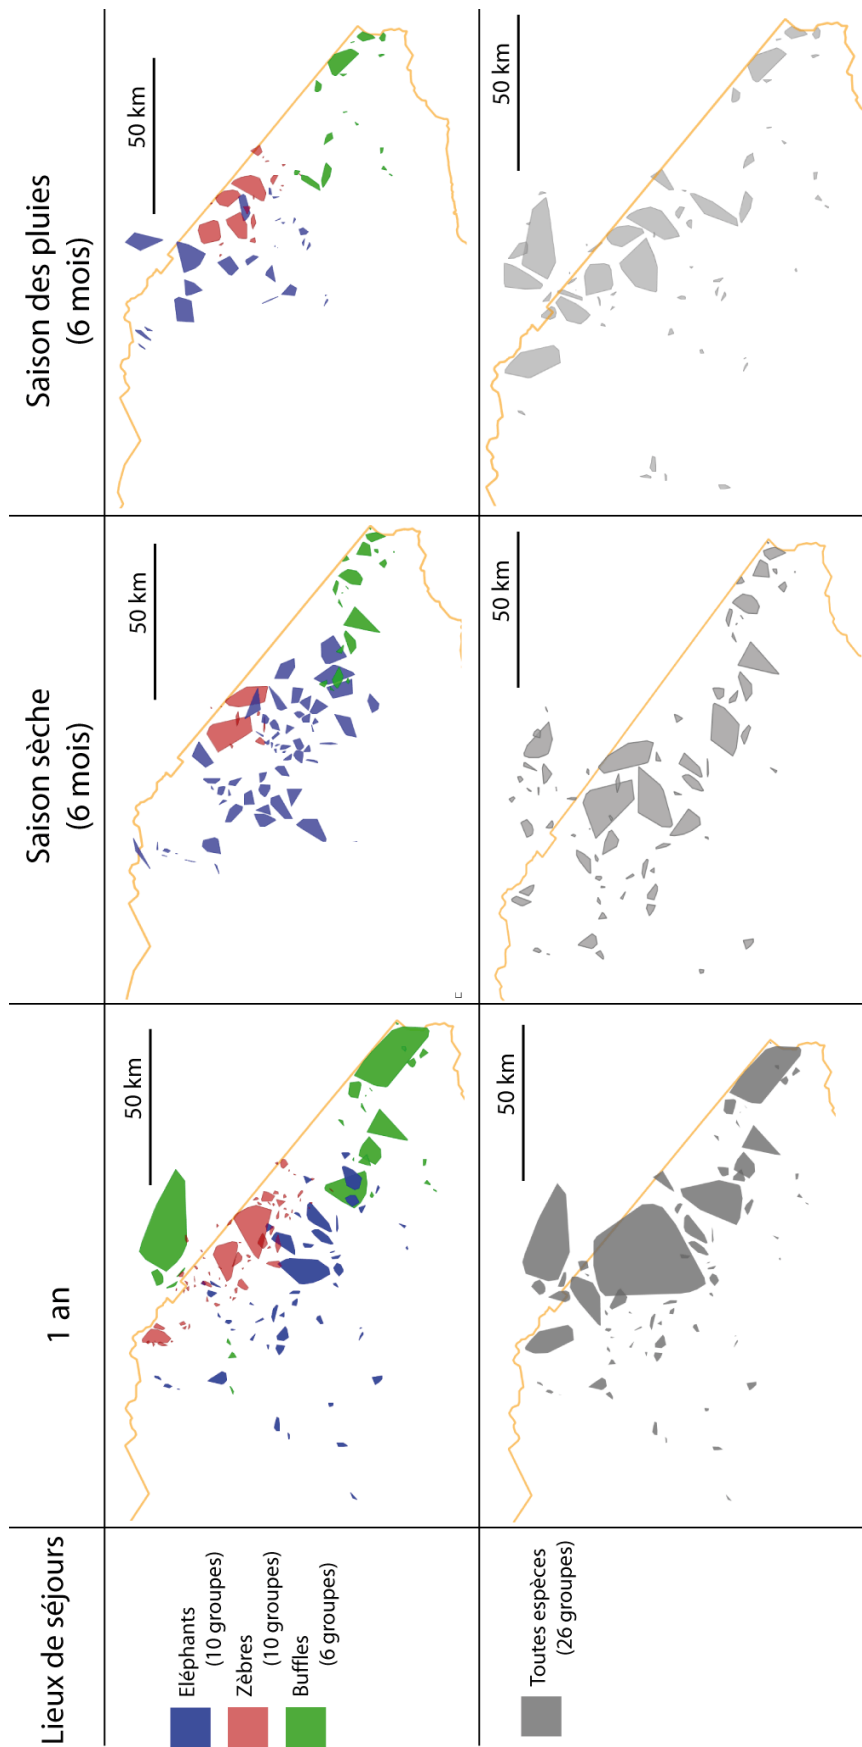 Lieux de séjours
1 an
Saison sèche
(6 mois)
Saison des pluies
(6 mois)
Eléphants
(10 groupes)
Zèbres
(10 groupes)
Buffles
(6 groupes)
50 km
50 km
50 km
Toutes espèces
(26 groupes)
50 km
50 km
50 km